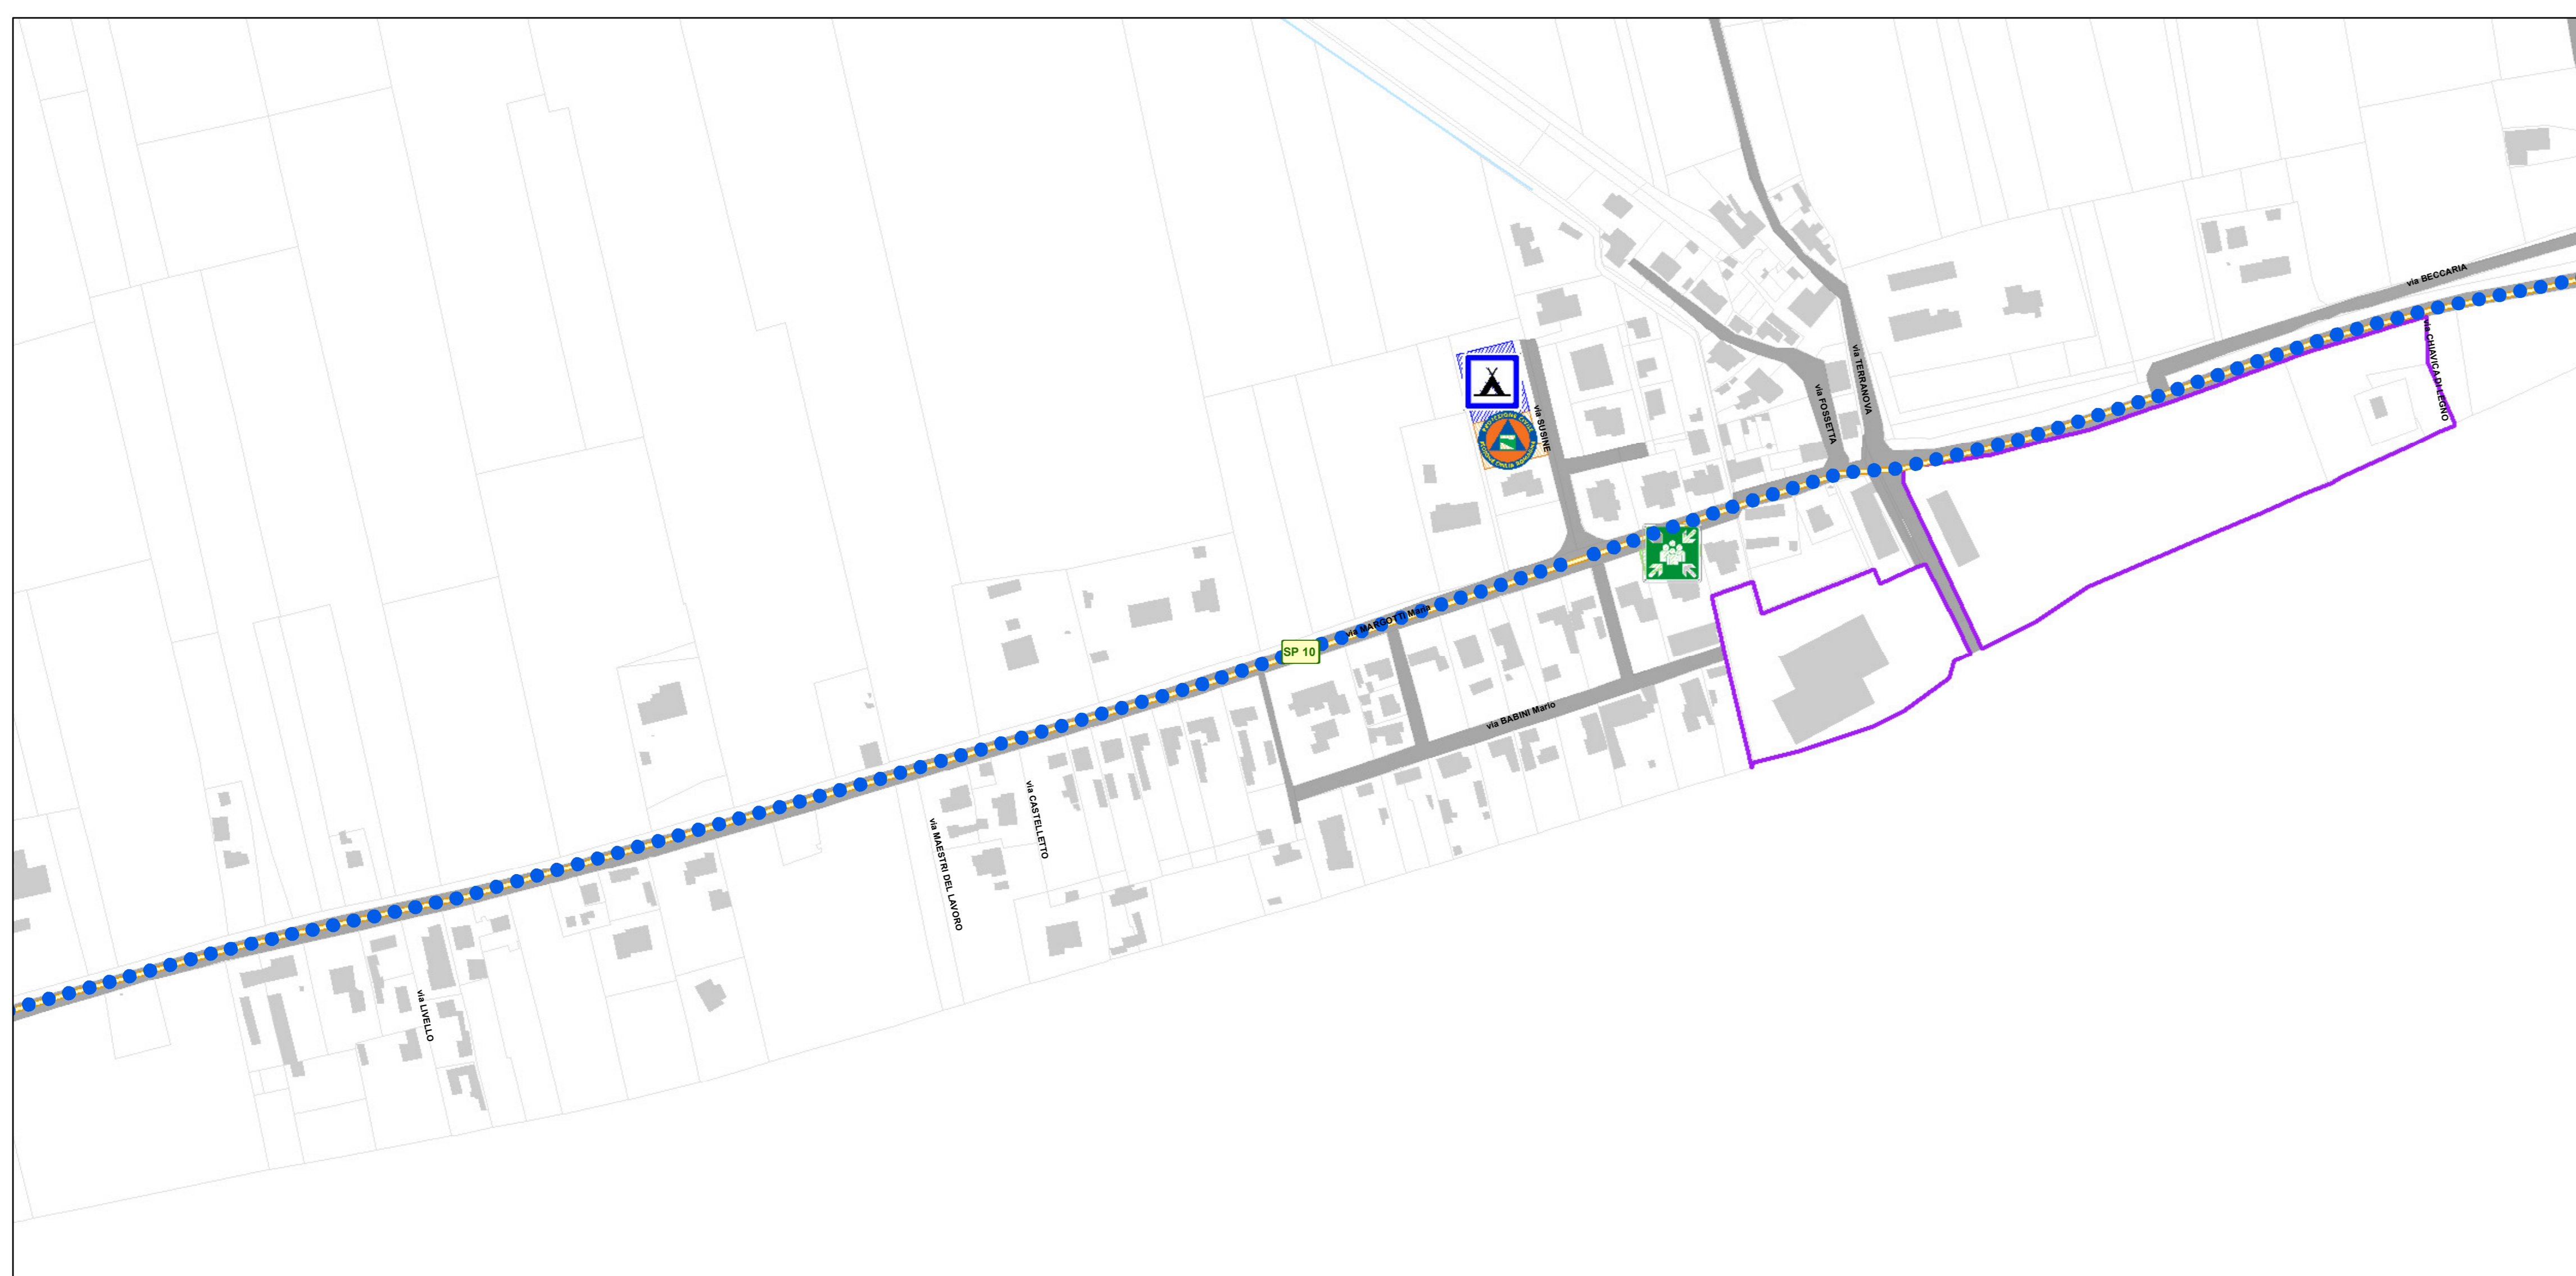 via BECCARIA
via CHIAVICA DI LEGNO
via TERRANOVA
via FOSSETTA
via SUSINE
via MARGOTTI Maria
SP 10
via BABINI Mario
via CASTELLETTO
via MAESTRI DEL LAVORO
via LIVELLO